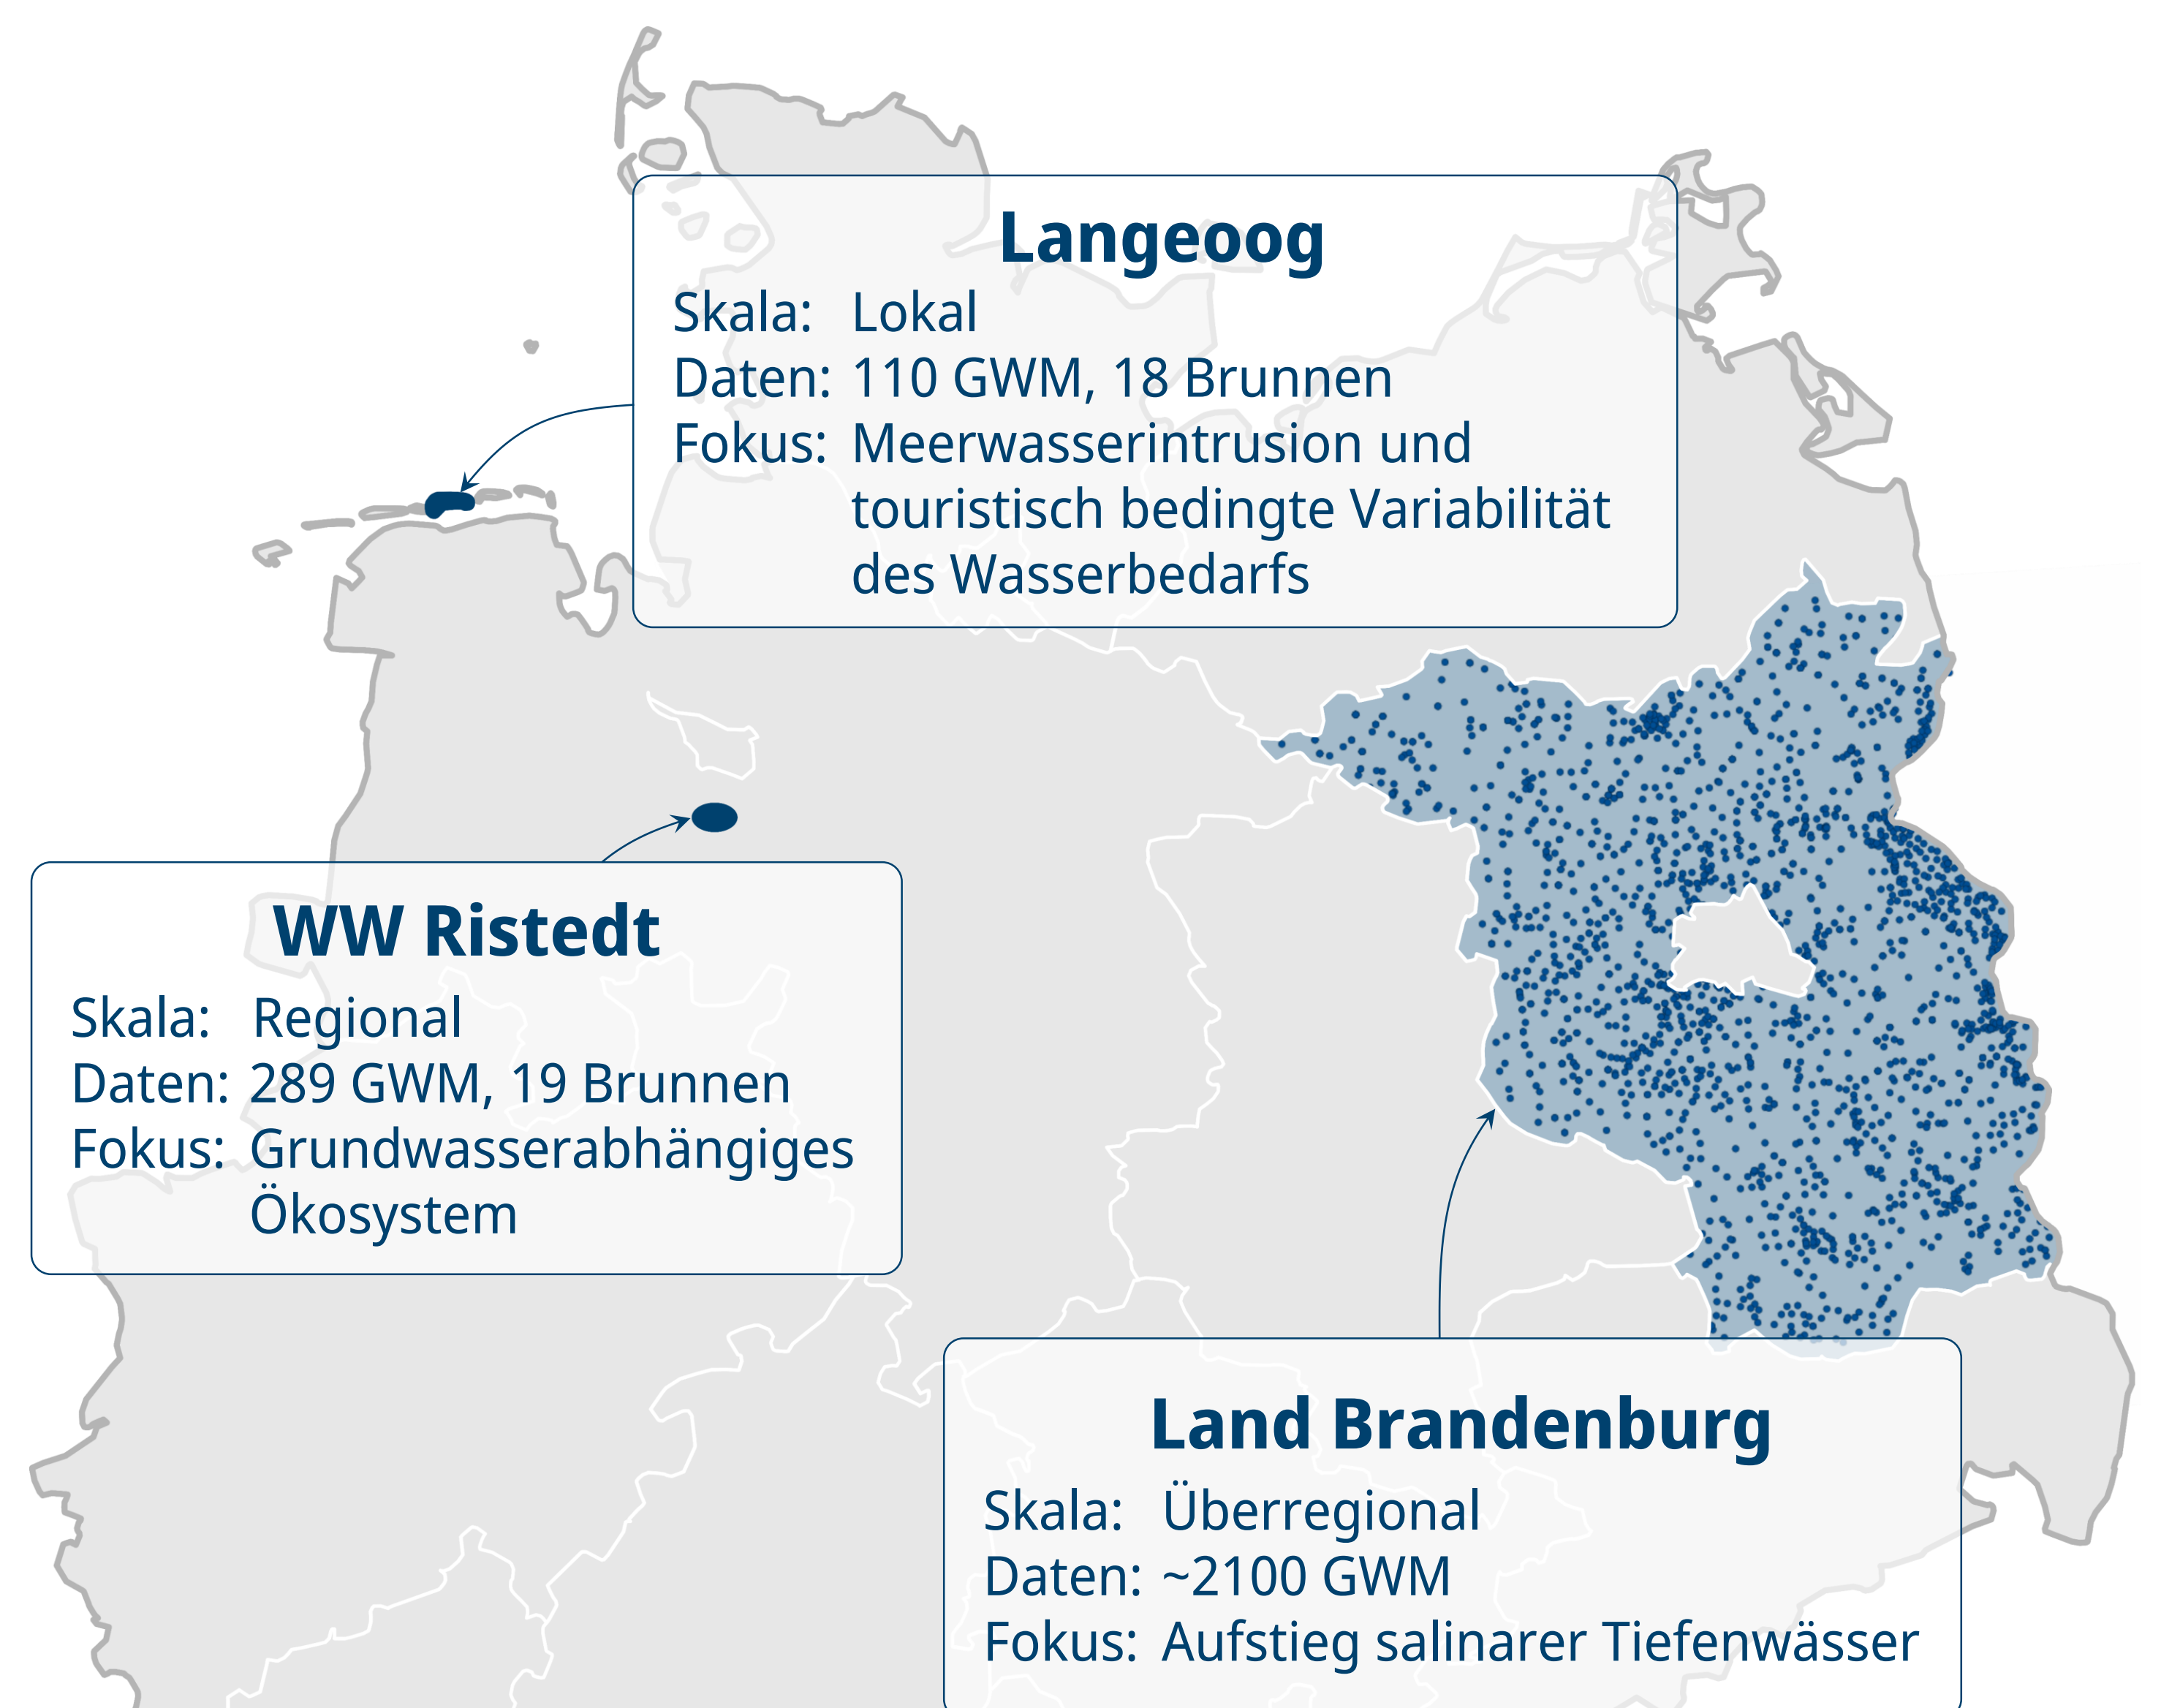 Langeoog
Skala: Lokal
Daten: 110 GWM, 18 Brunnen
Fokus: Meerwasserintrusion und
touristisch bedingte Variabilität
des Wasserbedarfs
WW Ristedt
Skala: Regional
Daten: 289 GWM, 19 Brunnen
Fokus: Grundwasserabhängiges
Ökosystem
Land Brandenburg
Skala: Überregional
Daten: ~2100 GWM
Fokus: Aufstieg salinarer Tiefenwässer